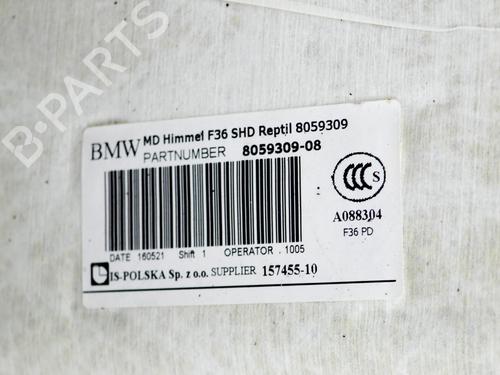 B-PARTS
MD Himmel F36 SHD Reptil 8059309
BMW PARTNUMBER 8059309-08
CCC S
A088304
F36 PD
DATE 160521 Shift 1 OPERATOR . 1005
IS-POLSKA Sp. z o.o. SUPPLIER 157455-10